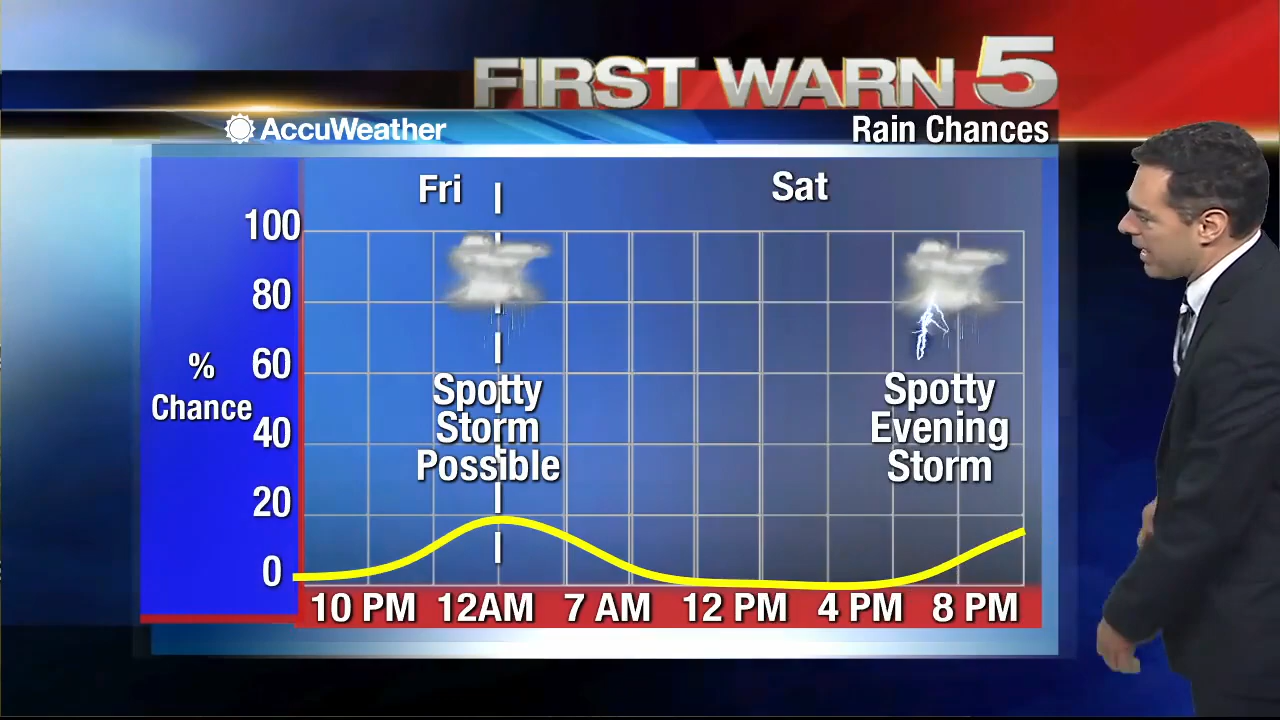 FIRST WARN 5
AccuWeather
Rain Chances
Fri
Sat
100
80
60
40
20
0
%
Chance
Spotty
Storm
Possible
Spotty
Evening
Storm
10 PM 12AM 7 AM 12 PM 4 PM 8 PM